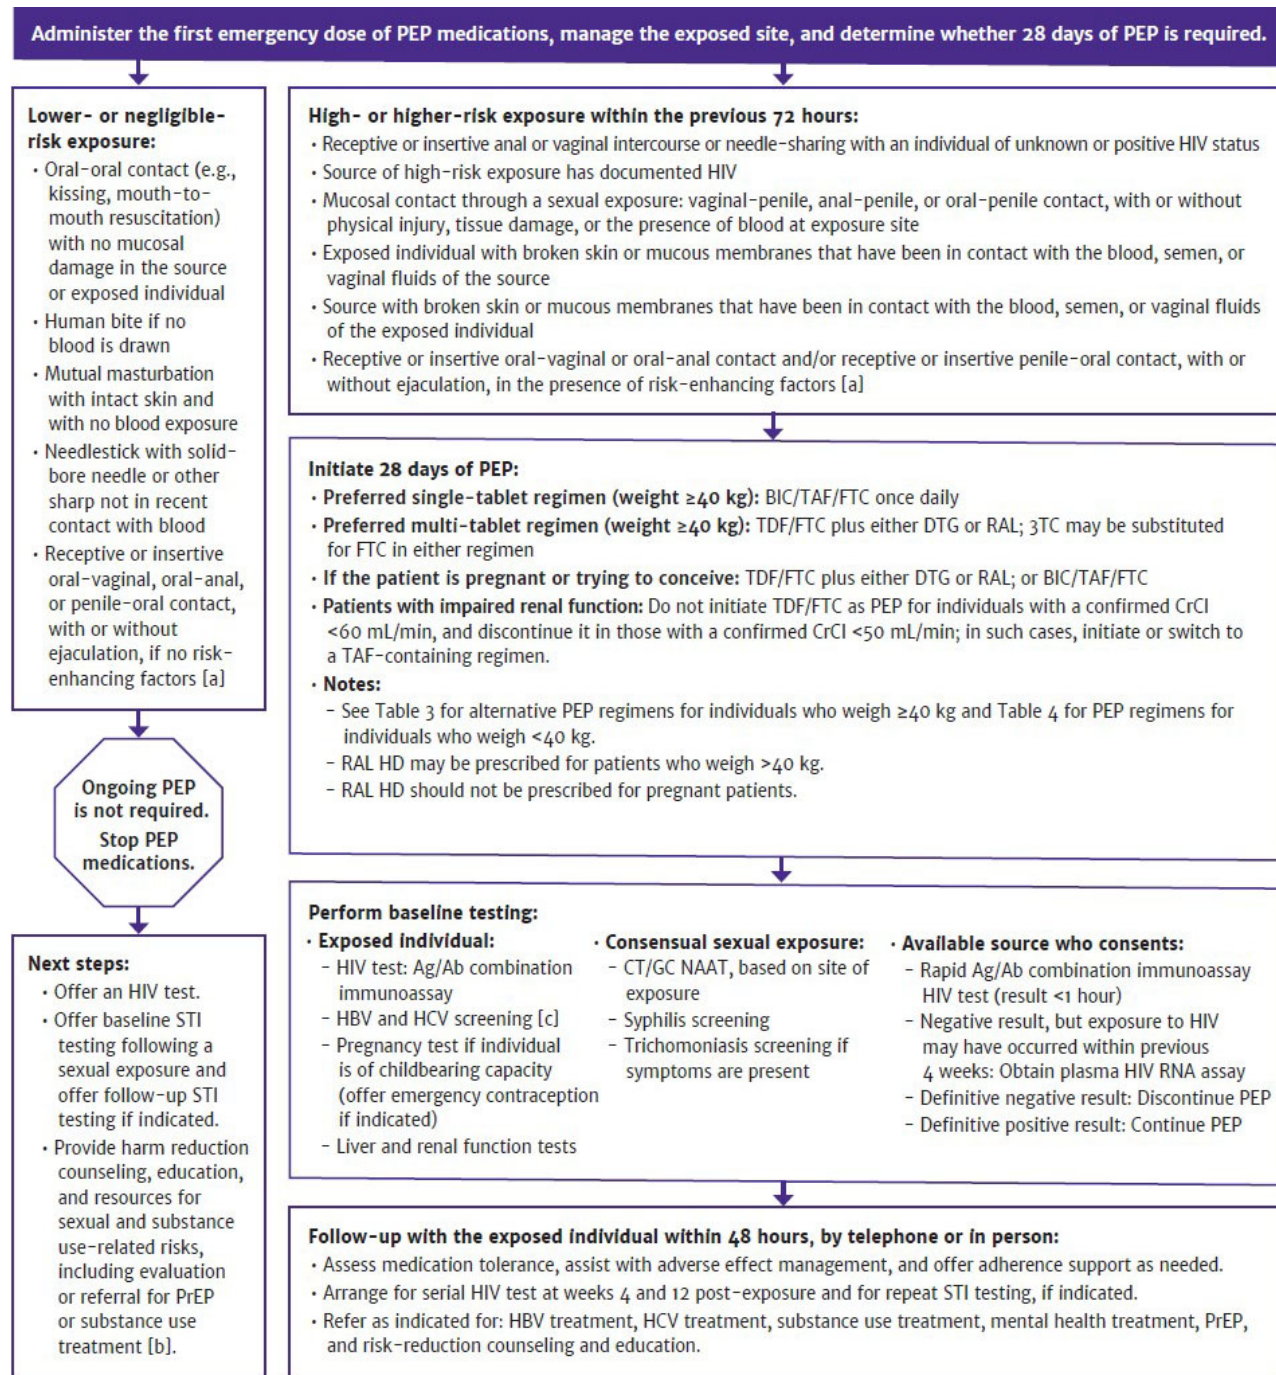 Administer the first emergency dose of PEP medications, manage the exposed site, and determine whether 28 days of PEP is required.
Lower- or negligible-
risk exposure:
· Oral-oral contact (e.g.,
kissing, mouth-to-
mouth resuscitation)
with no mucosal
damage in the source
or exposed individual
· Human bite if no
blood is drawn
· Mutual masturbation
with intact skin and
with no blood exposure
· Needlestick with solid-
bore needle or other
sharp not in recent
contact with blood
· Receptive or insertive
oral-vaginal, oral-anal,
or penile-oral contact,
with or without
ejaculation, if no risk-
enhancing factors [a]
Ongoing PEP
is not required.
Stop PEP
medications.
Next steps:
· Offer an HIV test.
· Offer baseline STI
testing following a
sexual exposure and
offer follow-up STI
testing if indicated.
· Provide harm reduction
counseling, education,
and resources for
sexual and substance
use-related risks,
including evaluation
or referral for PrEP
or substance use
treatment [b].
High- or higher-risk exposure within the previous 72 hours:
· Receptive or insertive anal or vaginal intercourse or needle-sharing with an individual of unknown or positive HIV status
· Source of high-risk exposure has documented HIV
· Mucosal contact through a sexual exposure: vaginal-penile, anal-penile, or oral-penile contact, with or without
physical injury, tissue damage, or the presence of blood at exposure site
· Exposed individual with broken skin or mucous membranes that have been in contact with the blood, semen, or
vaginal fluids of the source
· Source with broken skin or mucous membranes that have been in contact with the blood, semen, or vaginal fluids
of the exposed individual
· Receptive or insertive oral-vaginal or oral-anal contact and/or receptive or insertive penile-oral contact, with or
without ejaculation, in the presence of risk-enhancing factors [a]
Initiate 28 days of PEP:
· Preferred single-tablet regimen (weight ≥40 kg): BIC/TAF/FTC once daily
· Preferred multi-tablet regimen (weight ≥40 kg): TDF/FTC plus either DTG or RAL; 3TC may be substituted
for FTC in either regimen
· If the patient is pregnant or trying to conceive: TDF/FTC plus either DTG or RAL; or BIC/TAF/FTC
· Patients with impaired renal function: Do not initiate TDF/FTC as PEP for individuals with a confirmed CrCl
<60 mL/min, and discontinue it in those with a confirmed CrCl <50 mL/min; in such cases, initiate or switch to
a TAF-containing regimen.
· Notes:
– See Table 3 for alternative PEP regimens for individuals who weigh ≥40 kg and Table 4 for PEP regimens for
individuals who weigh <40 kg.
– RAL HD may be prescribed for patients who weigh >40 kg.
– RAL HD should not be prescribed for pregnant patients.
Perform baseline testing:
· Exposed individual:
– HIV test: Ag/Ab combination
immunoassay
– HBV and HCV screening [c]
– Pregnancy test if individual
is of childbearing capacity
(offer emergency contraception
if indicated)
– Liver and renal function tests
· Consensual sexual exposure:
– CT/GC NAAT, based on site of
exposure
– Syphilis screening
– Trichomoniasis screening if
symptoms are present
· Available source who consents:
– Rapid Ag/Ab combination immunoassay
HIV test (result <1 hour)
– Negative result, but exposure to HIV
may have occurred within previous
4 weeks: Obtain plasma HIV RNA assay
– Definitive negative result: Discontinue PEP
– Definitive positive result: Continue PEP
Follow-up with the exposed individual within 48 hours, by telephone or in person:
· Assess medication tolerance, assist with adverse effect management, and offer adherence support as needed.
· Arrange for serial HIV test at weeks 4 and 12 post-exposure and for repeat STI testing, if indicated.
· Refer as indicated for: HBV treatment, HCV treatment, substance use treatment, mental health treatment, PrEP,
and risk-reduction counseling and education.